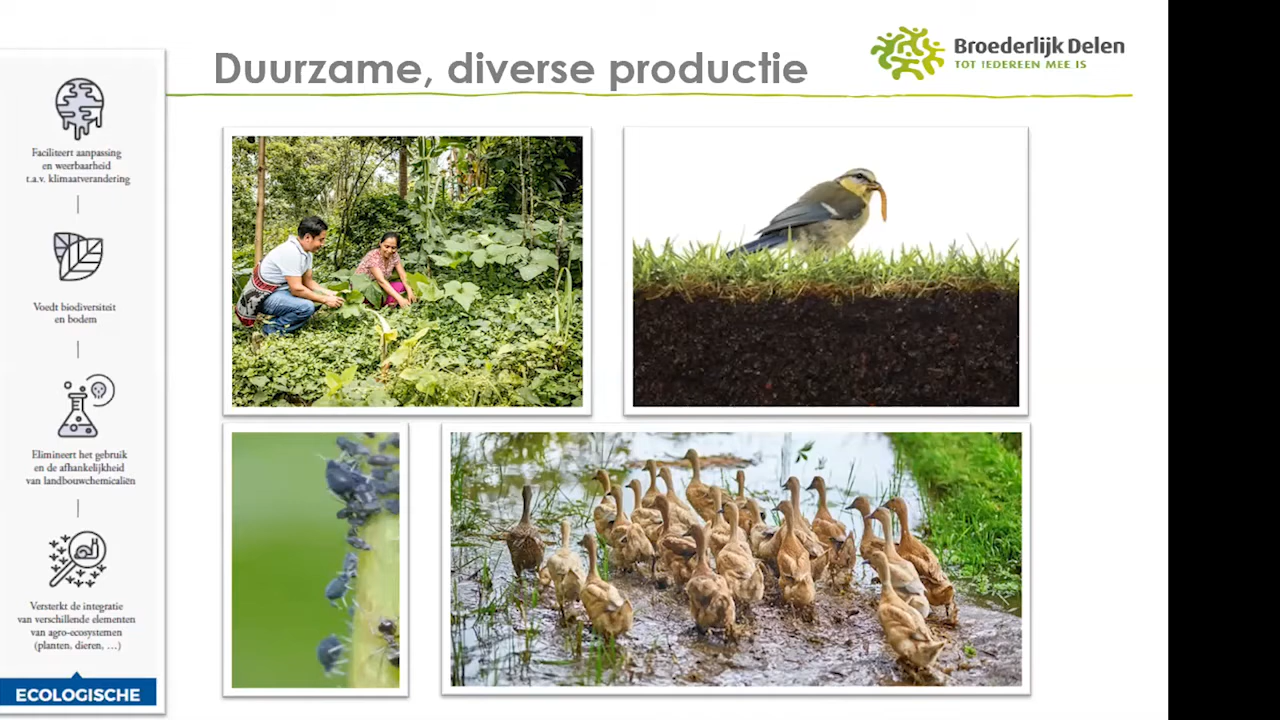 Duurzame, diverse productie
Broederlijk Delen
TOT IEDEREEN MEE IS
Faciliteert aanpassing
en weerbaarheid
t.a.v. klimaatverandering
Voedt biodiversiteit
en bodem
Elimineert het gebruik
en de afhankelijkheid
van landbouwchemicaliën
Versterkt de integratie
van verschillende elementen
van agro-ecosystemen
(planten, dieren, …)
ECOLOGISCHE